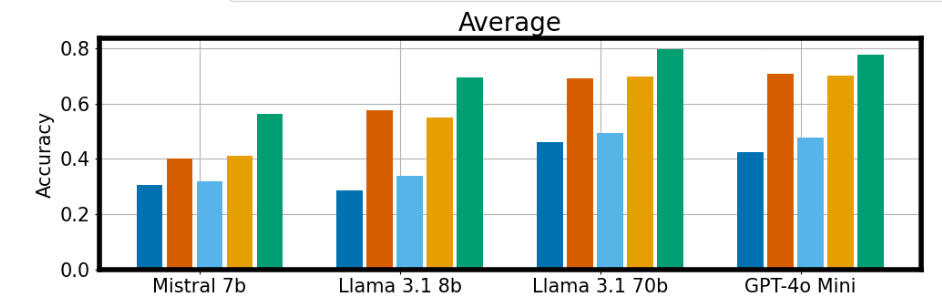 Average
Accuracy
0.8
0.6
0.4
0.2
0.0
Mistral 7b
Llama 3.1 8b
Llama 3.1 70b
GPT-4o Mini